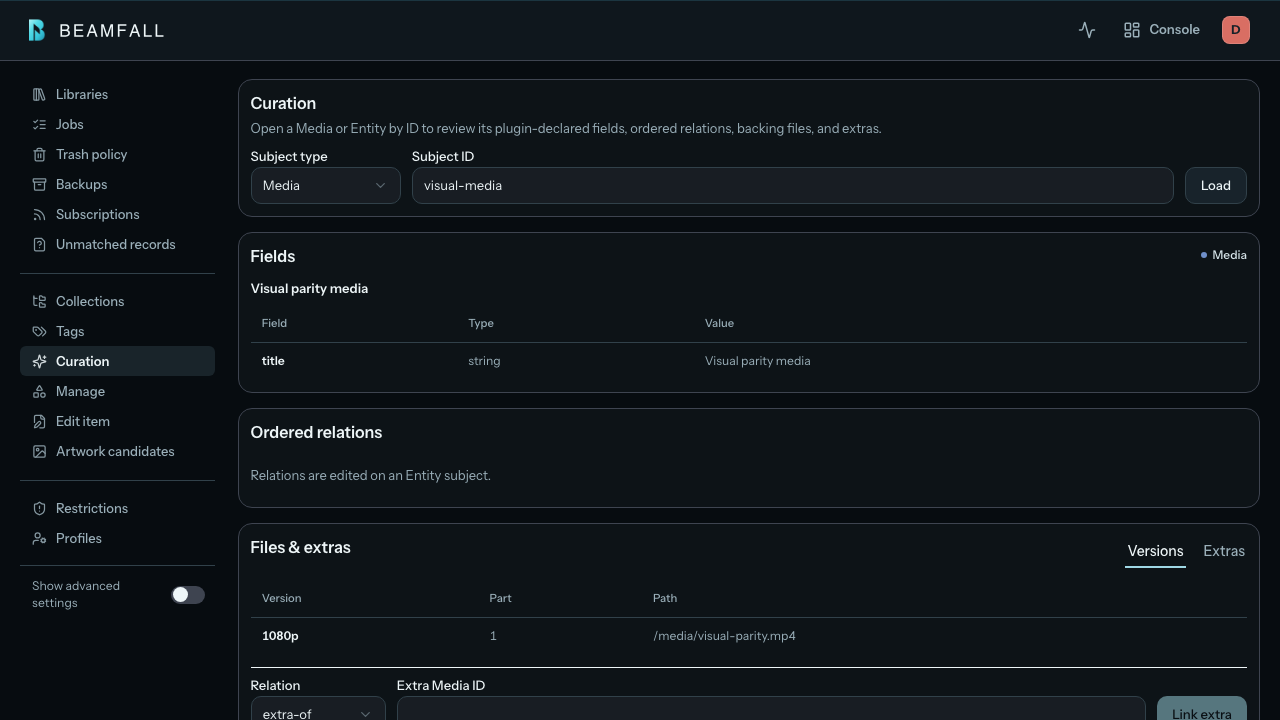 BEAMFALL
Console
D
Libraries
Jobs
Trash policy
Backups
Subscriptions
Unmatched records
Collections
Tags
Curation
Manage
Edit item
Artwork candidates
Restrictions
Profiles
Show advanced
settings
Curation
Open a Media or Entity by ID to review its plugin-declared fields, ordered relations, backing files, and extras.
Subject type Subject ID
Media visual-media Load
Fields Media
Visual parity media
Field Type Value
title string Visual parity media
Ordered relations
Relations are edited on an Entity subject.
Files & extras Versions Extras
Version Part Path
1080p 1 /media/visual-parity.mp4
Relation Extra Media ID
extra-of Link extra